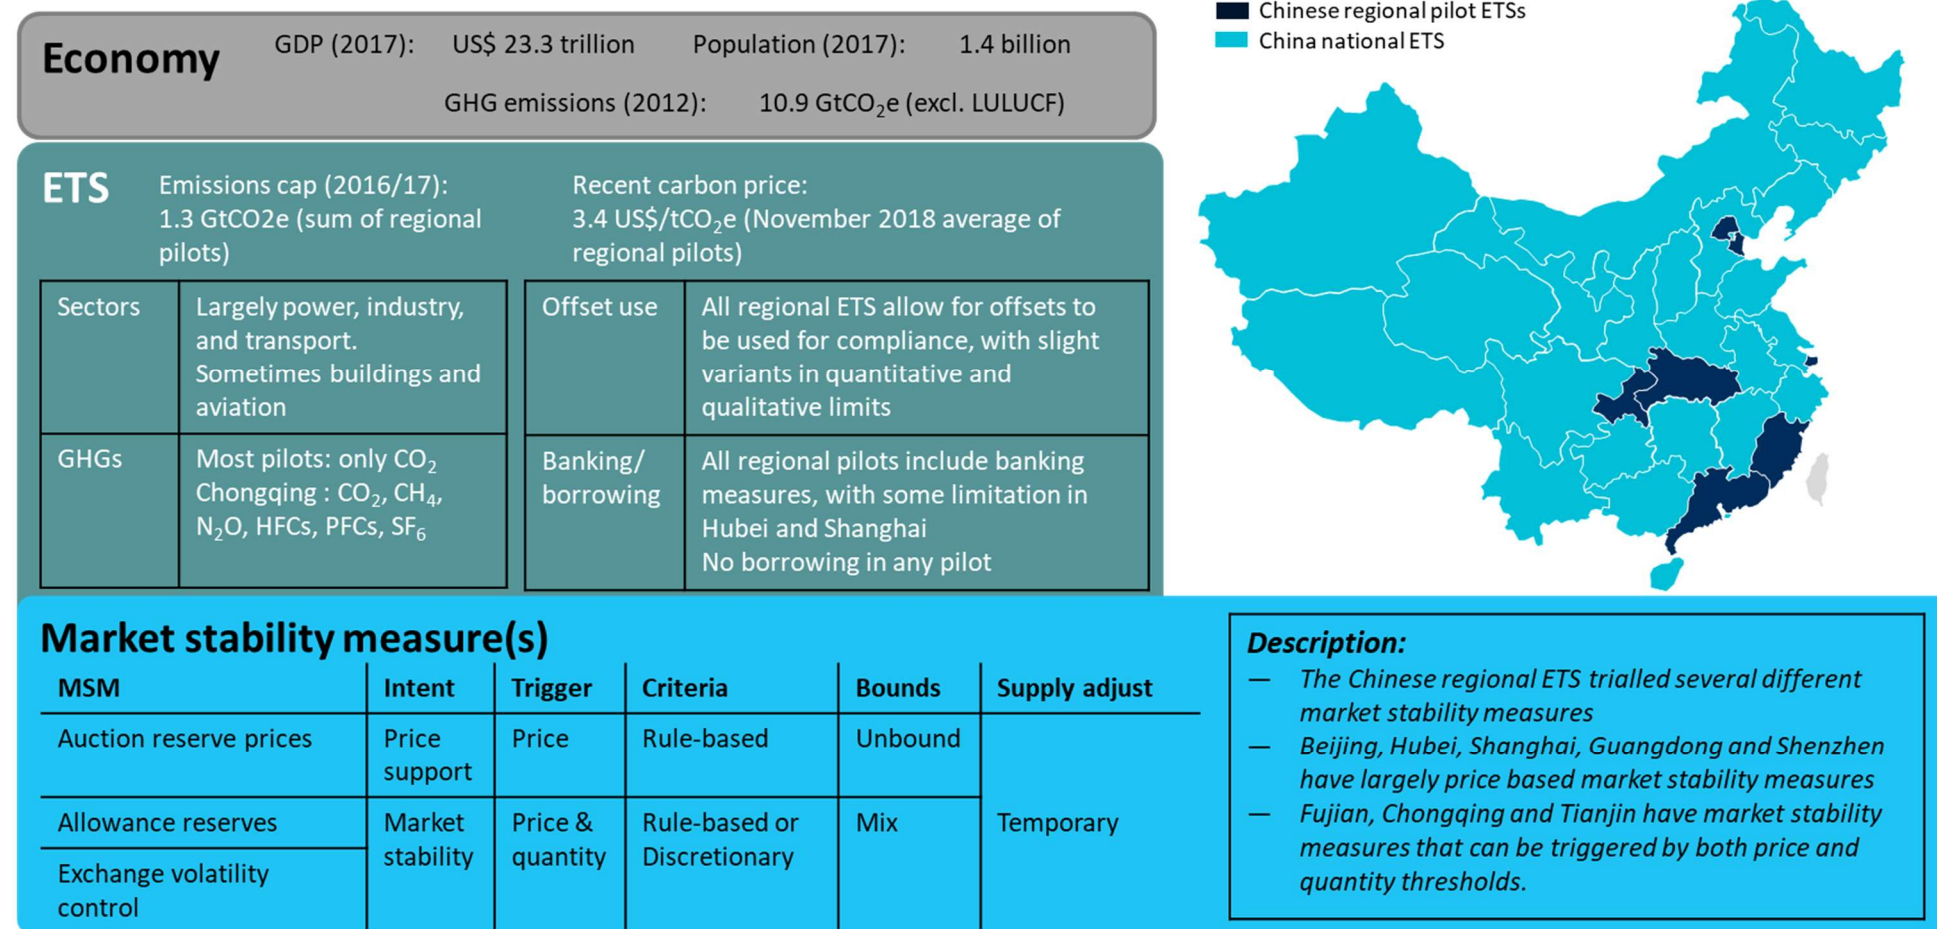 Economy
GDP (2017): US$ 23.3 trillion Population (2017): 1.4 billion
GHG emissions (2012): 10.9 GtCO₂e (excl. LULUCF)
ETS
Emissions cap (2016/17):
1.3 GtCO2e (sum of regional
pilots)
Recent carbon price:
3.4 US$/tCO₂e (November 2018 average of
regional pilots)
Sectors
Largely power, industry,
and transport.
Sometimes buildings and
aviation
GHGs
Most pilots: only CO₂
Chongqing : CO₂, CH₄,
N₂O, HFCs, PFCs, SF₆
Offset use
All regional ETS allow for offsets to
be used for compliance, with slight
variants in quantitative and
qualitative limits
Banking/
borrowing
All regional pilots include banking
measures, with some limitation in
Hubei and Shanghai
No borrowing in any pilot
Chinese regional pilot ETSs
China national ETS
Market stability measure(s)
MSM Intent Trigger Criteria Bounds Supply adjust
Auction reserve prices
Price
support
Price
Rule-based
Unbound
Allowance reserves
Exchange volatility
control
Market
stability
Price &
quantity
Rule-based or
Discretionary
Mix
Temporary
Description:
— The Chinese regional ETS trialled several different
market stability measures
— Beijing, Hubei, Shanghai, Guangdong and Shenzhen
have largely price based market stability measures
— Fujian, Chongqing and Tianjin have market stability
measures that can be triggered by both price and
quantity thresholds.